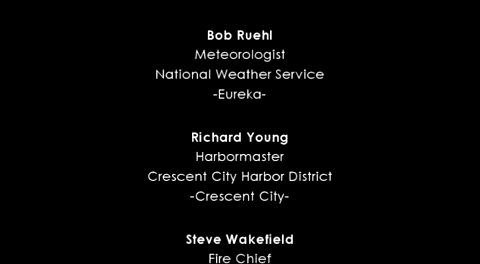 Bob Ruehl
Meteorologist
National Weather Service
-Eureka-
Richard Young
Harbormaster
Crescent City Harbor District
-Crescent City-
Steve Wakefield
Fire Chief